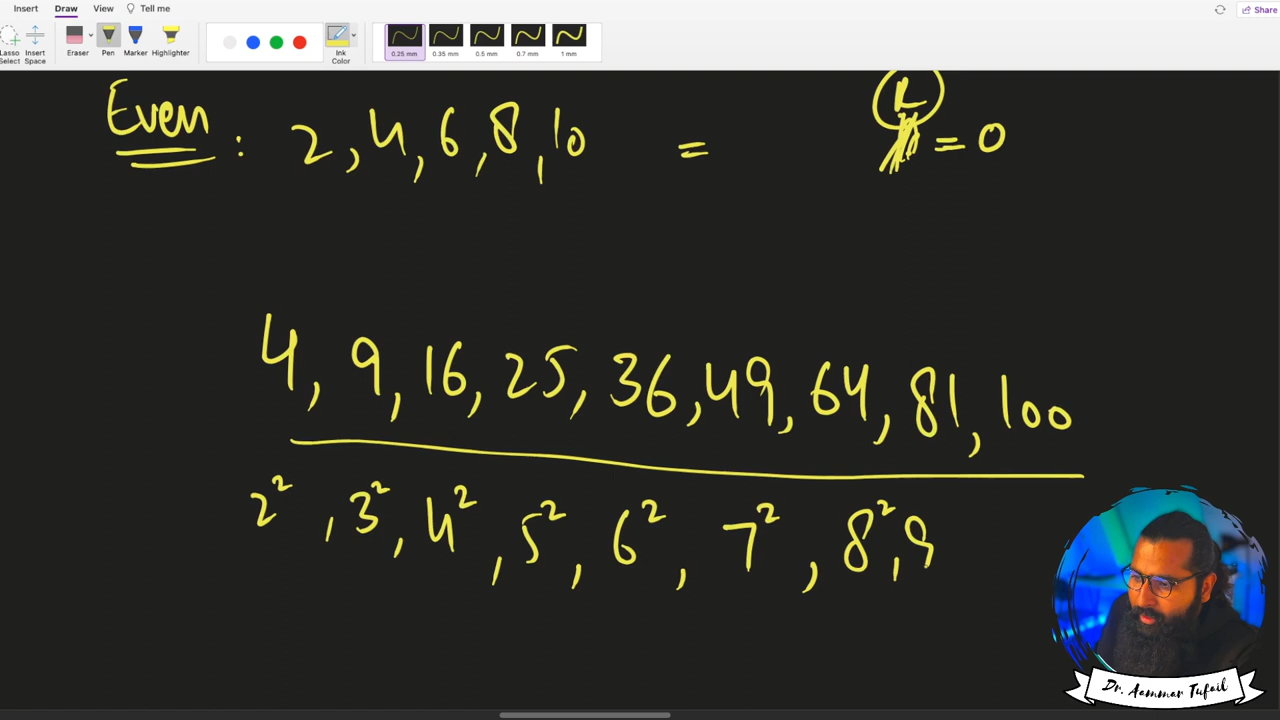 Insert Draw View Tell me
Share
Lasso Select
Insert Space
Eraser
Pen
Marker
Highlighter
Ink Color
0.25 mm 0.35 mm 0.5 mm 0.7 mm 1 mm
k
Even : 2, 4, 6, 8, 10 = = 0
4, 9, 16, 25, 36, 49, 64, 81, 100
2², 3², 4², 5², 6², 7², 8², 9
Dr. Aammar Tufail